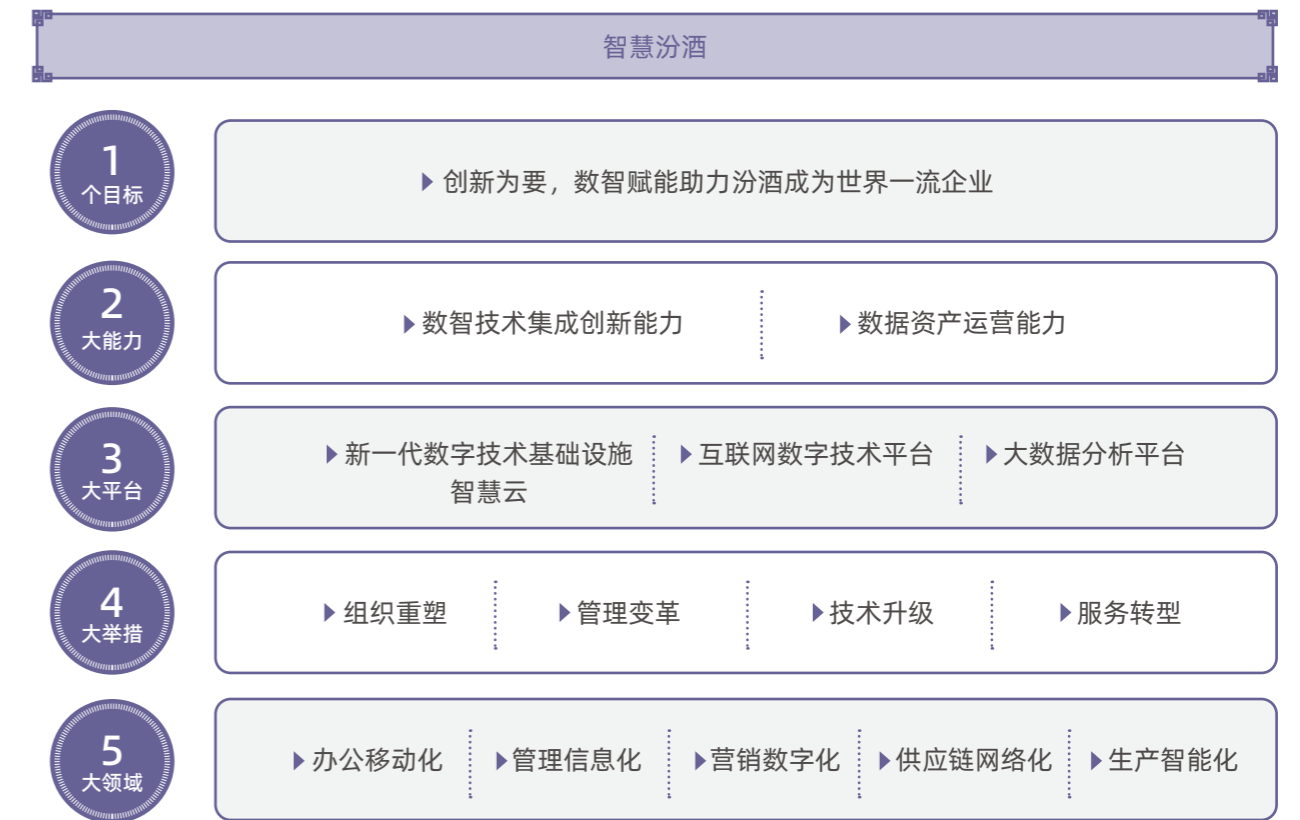 智慧汾酒
1
个目标
创新为要，数智赋能助力汾酒成为世界一流企业
2
大能力
数智技术集成创新能力
数据资产运营能力
3
大平台
新一代数字技术基础设施
智慧云
互联网数字技术平台
大数据分析平台
4
大举措
组织重塑
管理变革
技术升级
服务转型
5
大领域
办公移动化
管理信息化
营销数字化
供应链网络化
生产智能化